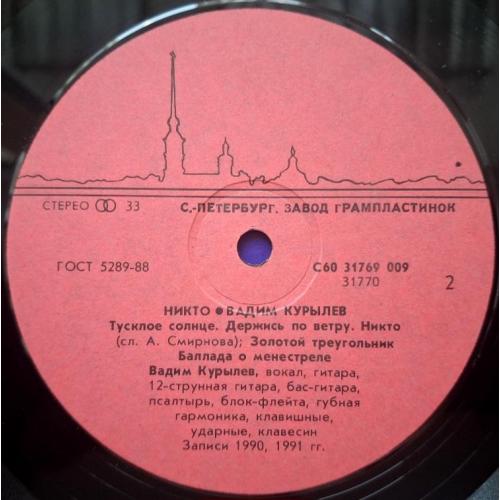 СТЕРЕО 33
С.-ПЕТЕРБУРГ. ЗАВОД ГРАМПЛАСТИНОК
ГОСТ 5289-88
С60 31769 009
31770
2
НИКТО ● ВАДИМ КУРЫЛЕВ
Тусклое солнце. Держись по ветру. Никто
(сл. А. Смирнова); Золотой треугольник
Баллада о менестреле
Вадим Курылев, вокал, гитара,
12-струнная гитара, бас-гитара,
псалтырь, блок-флейта, губная
гармоника, клавишные,
ударные, клавесин
Записи 1990, 1991 гг.